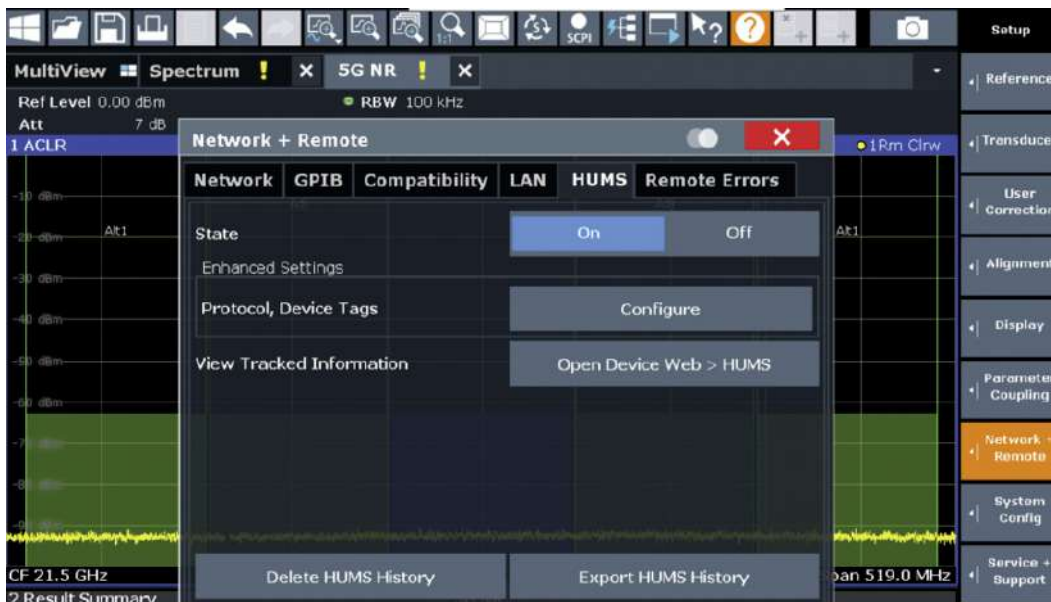 SCPI
1:1
?
?
Setup
MultiView Spectrum ! X 5G NR ! X
Reference
Ref Level 0.00 dBm RBW 100 kHz
Att 7 dB
1 ACLR
1Rm Clrw
Network + Remote
Network GPIB Compatibility LAN HUMS Remote Errors
-10 dBm
-20 dBm
-30 dBm
-40 dBm
-50 dBm
-60 dBm
Alt1
Alt1
State On Off
Enhanced Settings
Protocol, Device Tags Configure
View Tracked Information Open Device Web > HUMS
Delete HUMS History Export HUMS History
CF 21.5 GHz
519.0 MHz
2 Result Summary
User
Alignment
Display
Coupling
Network +
Remote
System
Config
Service +
Support